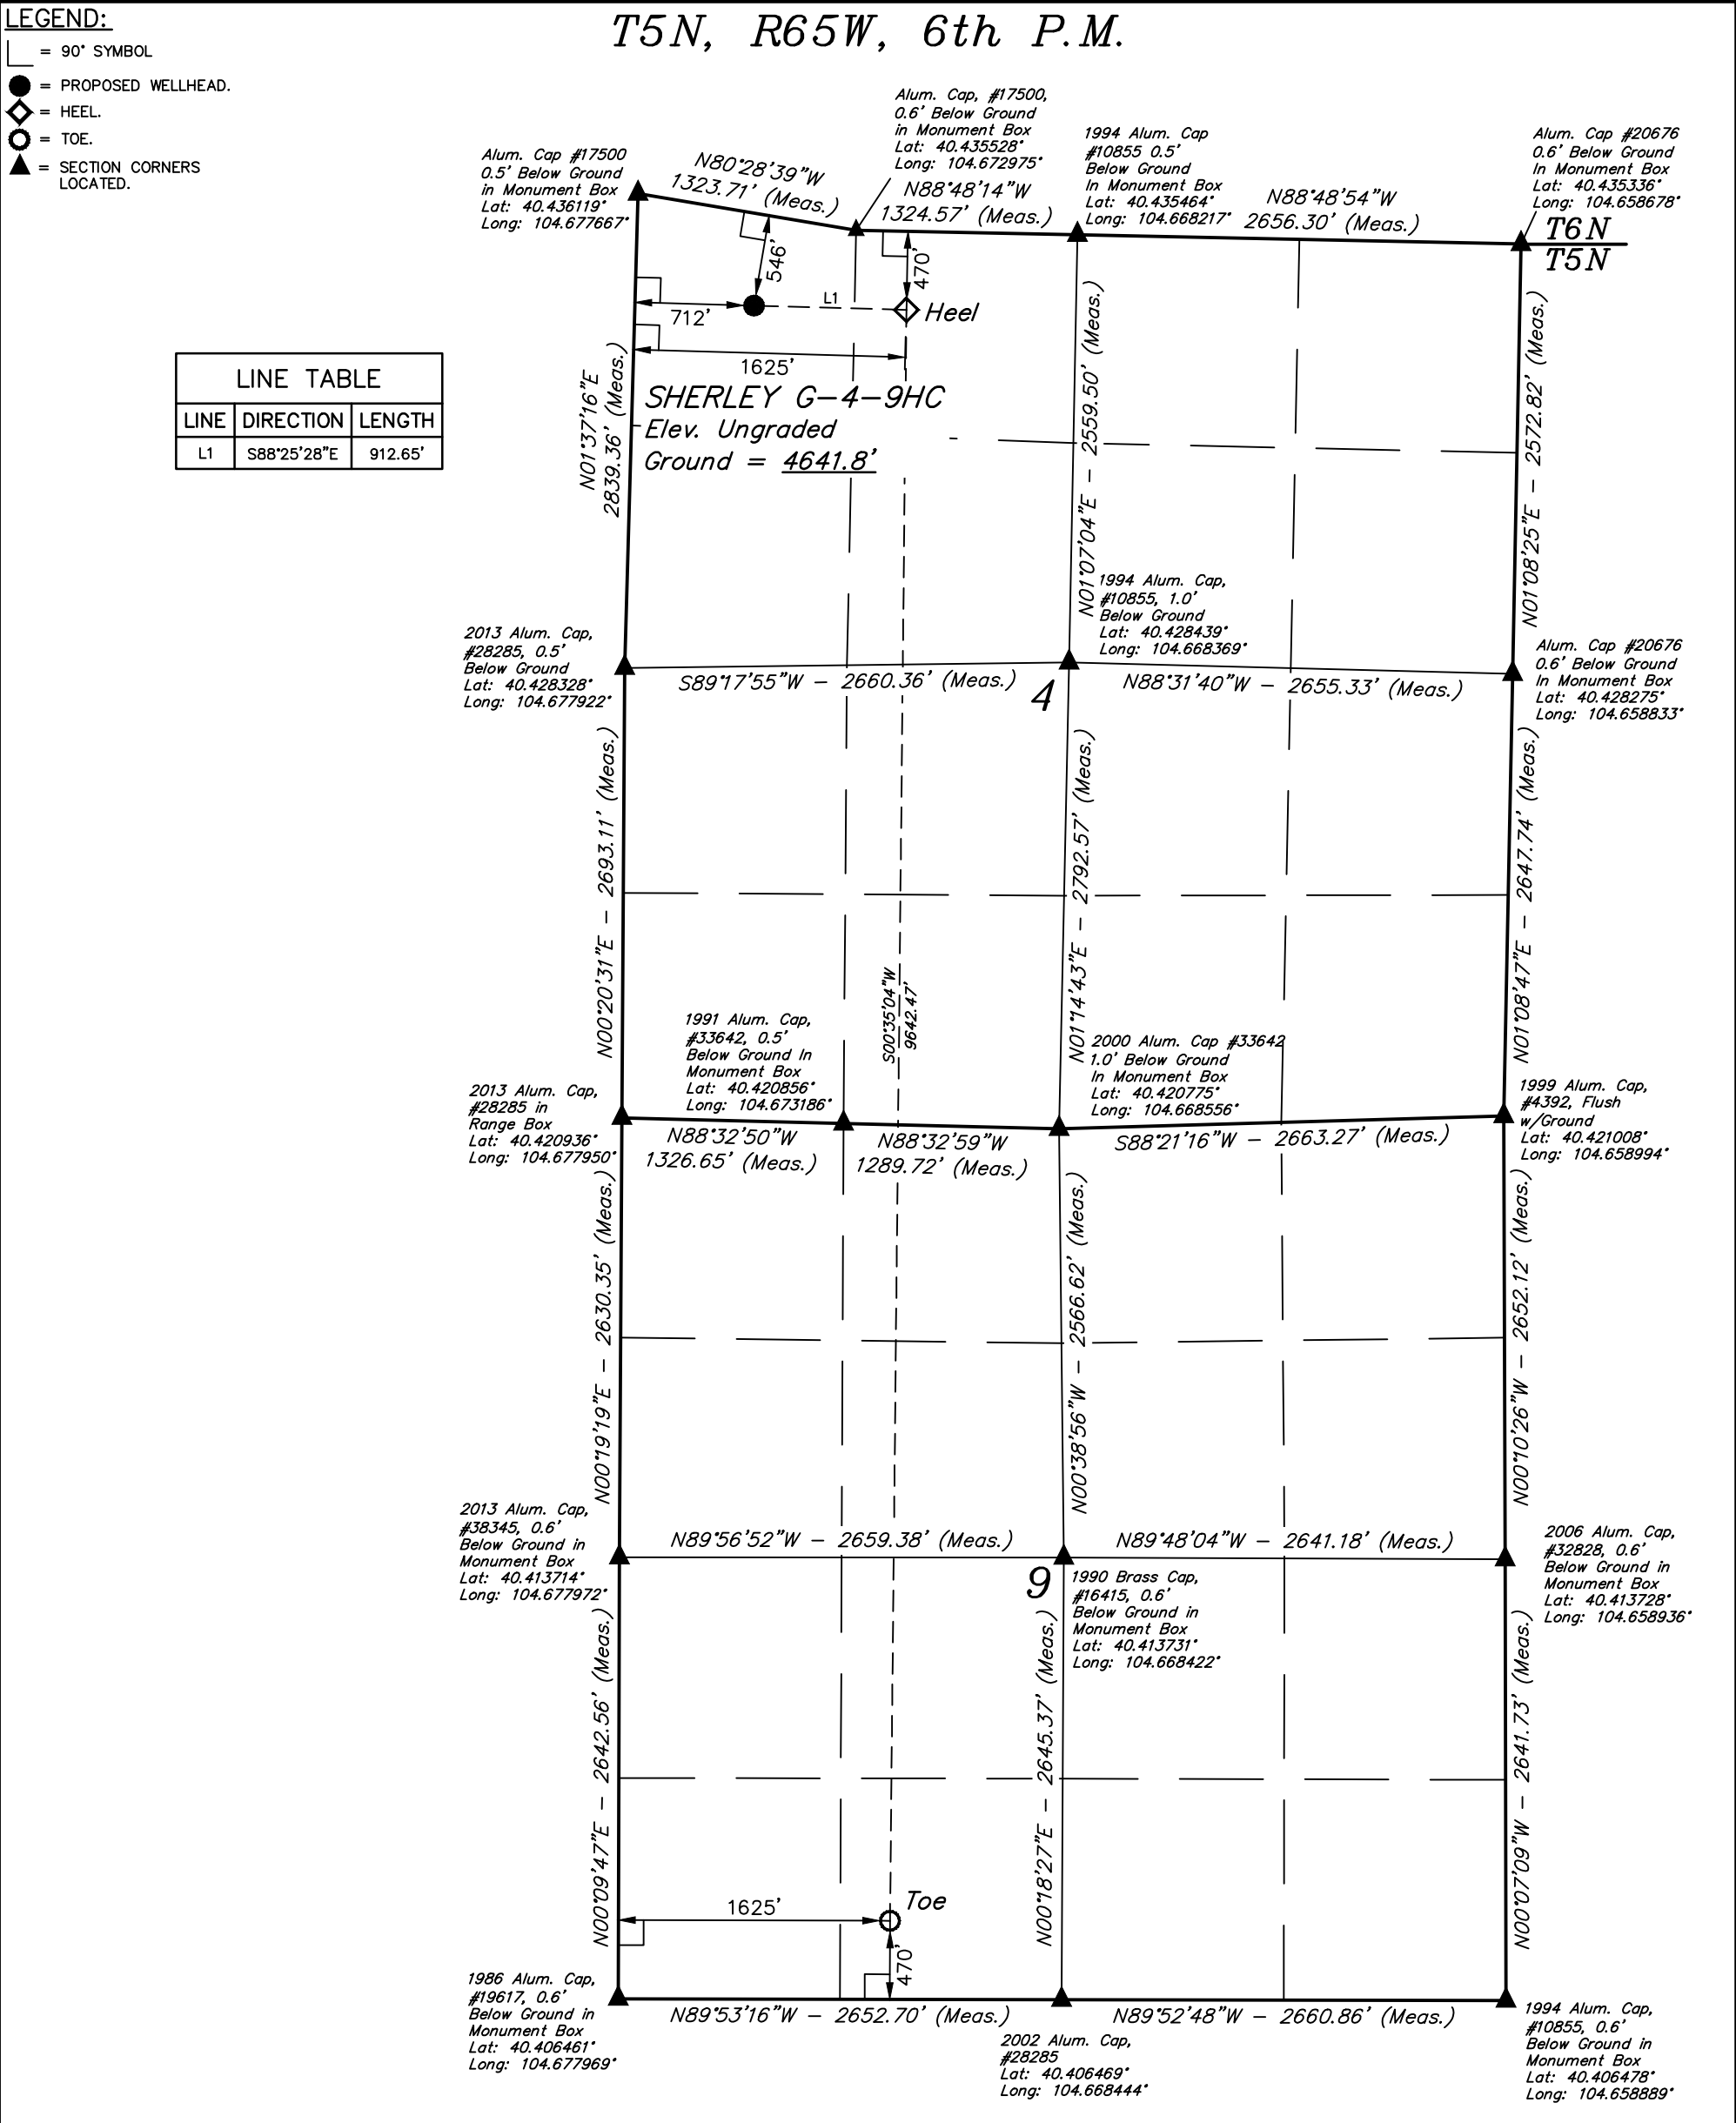 LEGEND:
= 90° SYMBOL
= PROPOSED WELLHEAD.
= HEEL.
= TOE.
= SECTION CORNERS
LOCATED.
T5N, R65W, 6th P.M.
Alum. Cap #17500
0.5' Below Ground
in Monument Box
Lat: 40.436119°
Long: 104.677667°
N80°28'39"W
1323.71' (Meas.)
Alum. Cap, #17500,
0.6' Below Ground
in Monument Box
Lat: 40.435528°
Long: 104.672975°
N88°48'14"W
1324.57' (Meas.)
1994 Alum. Cap
#10855 0.5'
Below Ground
In Monument Box
Lat: 40.435464°
Long: 104.668217°
N88°48'54"W
2656.30' (Meas.)
Alum. Cap #20676
0.6' Below Ground
In Monument Box
Lat: 40.435336°
Long: 104.658678°
T6N
T5N
546'
470'
712'
L1
Heel
1625'
LINE TABLE
LINE DIRECTION LENGTH
L1 S88°25'28"E 912.65'
SHERLEY G-4-9HC
Elev. Ungraded
Ground = 4641.8'
N01°37'16"E
2839.36' (Meas.)
N01°07'04"E - 2559.50' (Meas.)
N01°08'25"E - 2572.82' (Meas.)
2013 Alum. Cap,
#28285, 0.5'
Below Ground
Lat: 40.428328°
Long: 104.677922°
S89°17'55"W - 2660.36' (Meas.)
4
1994 Alum. Cap,
#10855, 1.0'
Below Ground
Lat: 40.428439°
Long: 104.668369°
N88°31'40"W - 2655.33' (Meas.)
Alum. Cap #20676
0.6' Below Ground
In Monument Box
Lat: 40.428275°
Long: 104.658833°
N00°20'31"E - 2693.11' (Meas.)
S00°35'04"W
9642.47'
N01°14'43"E - 2792.57' (Meas.)
N01°08'47"E - 2647.74' (Meas.)
2013 Alum. Cap,
#28285 in
Range Box
Lat: 40.420936°
Long: 104.677950°
1991 Alum. Cap,
#33642, 0.5'
Below Ground In
Monument Box
Lat: 40.420856°
Long: 104.673186°
2000 Alum. Cap #33642
1.0' Below Ground
In Monument Box
Lat: 40.420775°
Long: 104.668556°
1999 Alum. Cap,
#4392, Flush
w/Ground
Lat: 40.421008°
Long: 104.658994°
N88°32'50"W
1326.65' (Meas.)
N88°32'59"W
1289.72' (Meas.)
S88°21'16"W - 2663.27' (Meas.)
N00°19'19"E - 2630.35' (Meas.)
N00°38'56"W - 2566.62' (Meas.)
N00°10'26"W - 2652.12' (Meas.)
2013 Alum. Cap,
#38345, 0.6'
Below Ground in
Monument Box
Lat: 40.413714°
Long: 104.677972°
N89°56'52"W - 2659.38' (Meas.)
N89°48'04"W - 2641.18' (Meas.)
9
1990 Brass Cap,
#16415, 0.6'
Below Ground in
Monument Box
Lat: 40.413731°
Long: 104.668422°
2006 Alum. Cap,
#32828, 0.6'
Below Ground in
Monument Box
Lat: 40.413728°
Long: 104.658936°
N00°09'47"E - 2642.56' (Meas.)
N00°18'27"E - 2645.37' (Meas.)
N00°07'09"W - 2641.73' (Meas.)
1625'
Toe
470'
1986 Alum. Cap,
#19617, 0.6'
Below Ground in
Monument Box
Lat: 40.406461°
Long: 104.677969°
N89°53'16"W - 2652.70' (Meas.)
N89°52'48"W - 2660.86' (Meas.)
2002 Alum. Cap,
#28285
Lat: 40.406469°
Long: 104.668444°
1994 Alum. Cap,
#10855, 0.6'
Below Ground in
Monument Box
Lat: 40.406478°
Long: 104.658889°